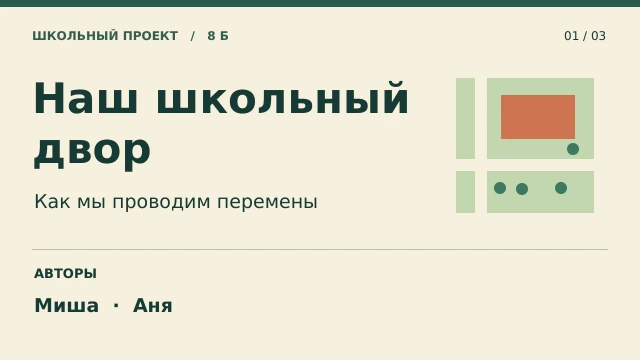 ШКОЛЬНЫЙ ПРОЕКТ / 8 Б
01 / 03
Наш школьный
двор
Как мы проводим перемены
АВТОРЫ
Миша · Аня